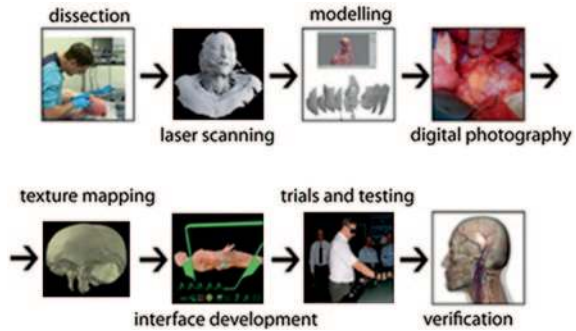 dissection
modelling
laser scanning
digital photography
texture mapping
trials and testing
interface development
verification